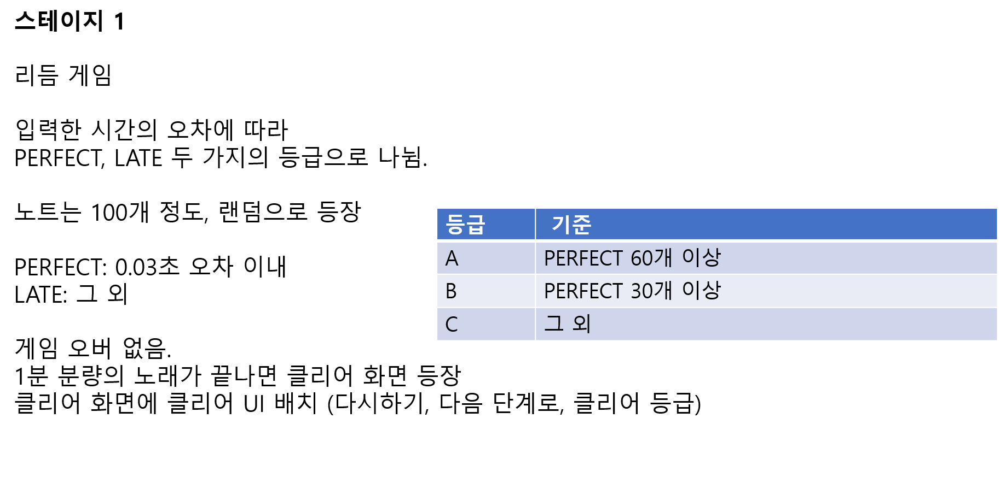 스테이지 1
리듬 게임
입력한 시간의 오차에 따라
PERFECT, LATE 두 가지의 등급으로 나뉨.
노트는 100개 정도, 랜덤으로 등장
PERFECT: 0.03초 오차 이내
LATE: 그 외
게임 오버 없음.
1분 분량의 노래가 끝나면 클리어 화면 등장
클리어 화면에 클리어 UI 배치 (다시하기, 다음 단계로, 클리어 등급)
등급 기준
A PERFECT 60개 이상
B PERFECT 30개 이상
C 그 외